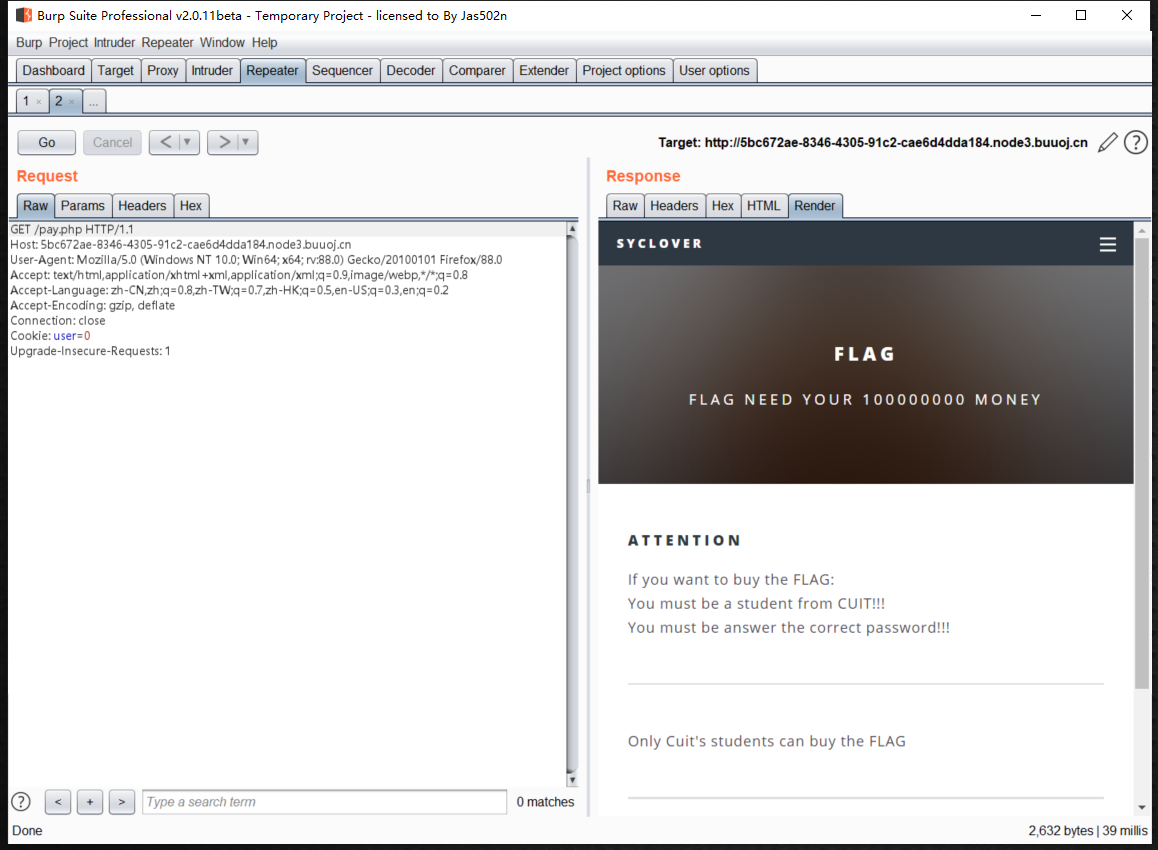 Burp Suite Professional v2.0.11beta - Temporary Project - licensed to By Jas502n
Burp Project Intruder Repeater Window Help
Dashboard Target Proxy Intruder Repeater Sequencer Decoder Comparer Extender Project options User options
1 × 2 × ...
Go Cancel < > Target: http://5bc672ae-8346-4305-91c2-cae6d4dda184.node3.buuoj.cn ?
Request
Raw Params Headers Hex
GET /pay.php HTTP/1.1
Host: 5bc672ae-8346-4305-91c2-cae6d4dda184.node3.buuoj.cn
User-Agent: Mozilla/5.0 (Windows NT 10.0; Win64; x64; rv:88.0) Gecko/20100101 Firefox/88.0
Accept: text/html,application/xhtml+xml,application/xml;q=0.9,image/webp,*/*;q=0.8
Accept-Language: zh-CN,zh;q=0.8,zh-TW;q=0.7,zh-HK;q=0.5,en-US;q=0.3,en;q=0.2
Accept-Encoding: gzip, deflate
Connection: close
Cookie: user=0
Upgrade-Insecure-Requests: 1
? < + > Type a search term 0 matches
Response
Raw Headers Hex HTML Render
SYCLOVER
FLAG
FLAG NEED YOUR 100000000 MONEY
ATTENTION
If you want to buy the FLAG:
You must be a student from CUIT!!!
You must be answer the correct password!!!
Only Cuit's students can buy the FLAG
Done 2,632 bytes | 39 millis